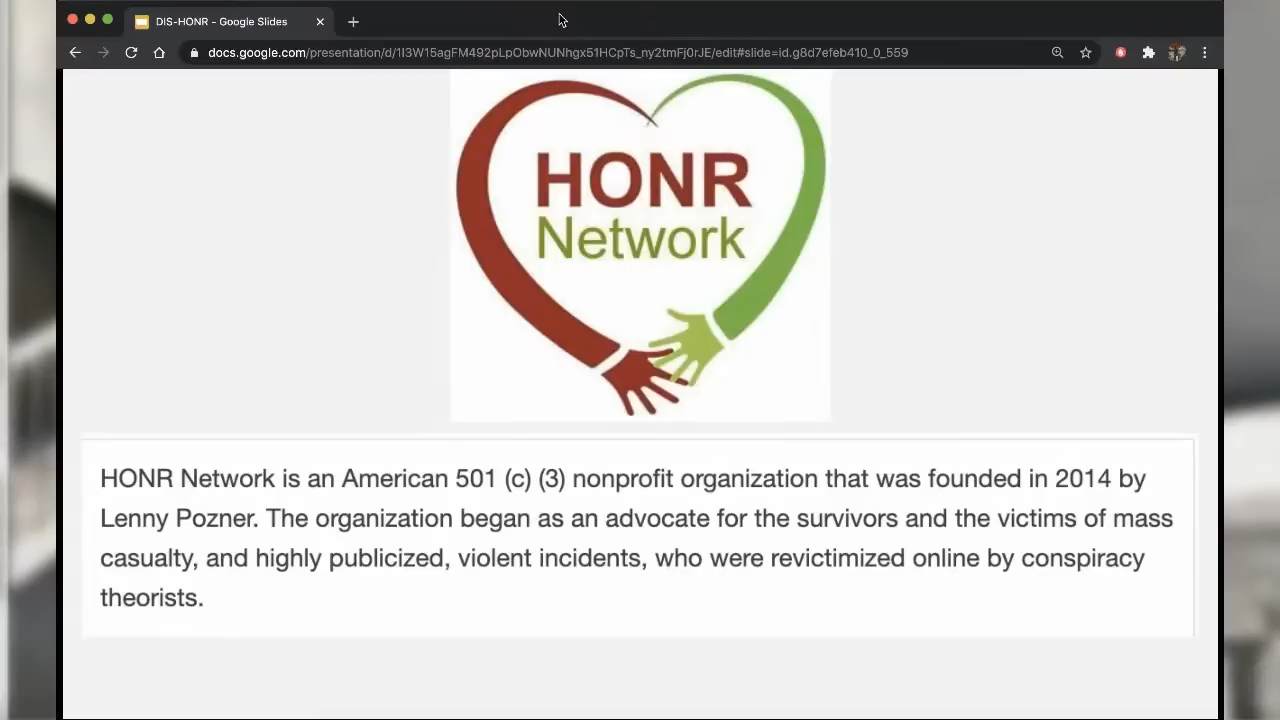 DIS-HONR - Google Slides
docs.google.com/presentation/d/1I3W15agFM492pLpObwNUNhgx51HCpTs_ny2tmFj0rJE/edit#slide=id.g8d7efeb410_0_559
HONR
Network
HONR Network is an American 501 (c) (3) nonprofit organization that was founded in 2014 by
Lenny Pozner. The organization began as an advocate for the survivors and the victims of mass
casualty, and highly publicized, violent incidents, who were revictimized online by conspiracy
theorists.